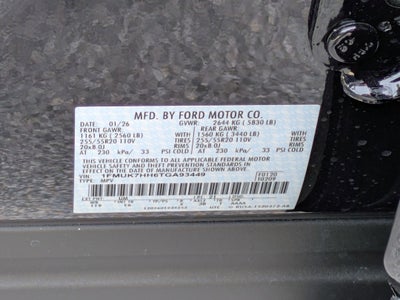 MFD. BY FORD MOTOR CO.
DATE: 01/26 GVWR: 2644 KG ( 5830 LB)
FRONT GAWR: REAR GAWR:
1161 KG ( 2560 LB) WITH 1560 KG ( 3440 LB) WITH
255/55R20 110V TIRES 255/55R20 110V TIRES
20x8.0J RIMS 20x8.0J RIMS
AT 230 kPa/ 33 PSI COLD AT 230 kPa/ 33 PSI COLD
THIS VEHICLE CONFORMS TO ALL APPLICABLE FEDERAL MOTOR
VEHICLE SAFETY AND THEFT PREVENTION STANDARDS IN EFFECT
ON THE DATE OF MANUFACTURE SHOWN ABOVE.
VIN: 1FMUK7HH6TGA93449
TYPE: MPV
EXT PNT: